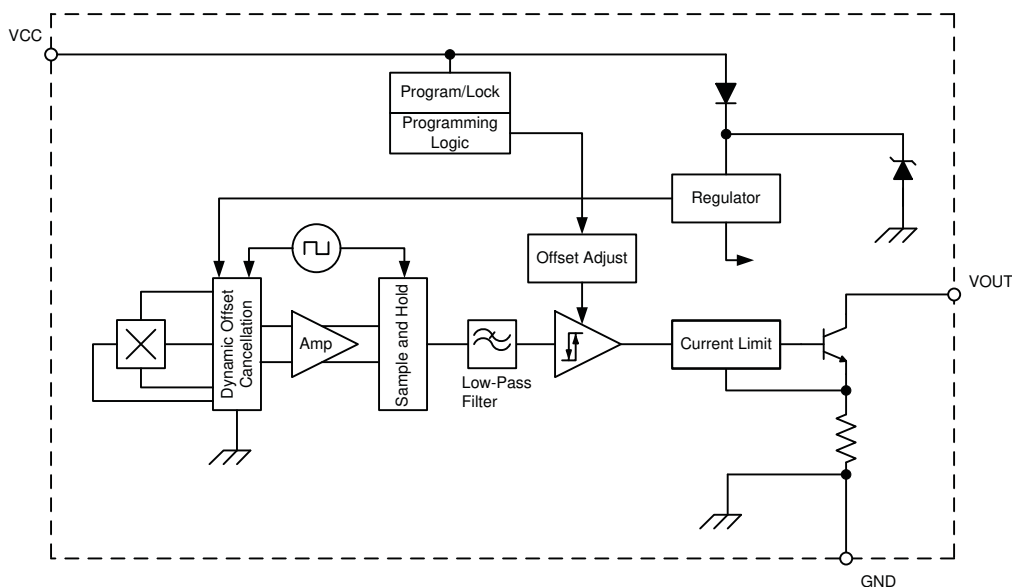 VCC
Program/Lock
Programming
Logic
Regulator
Offset Adjust
VOUT
Dynamic Offset
Cancellation
Amp
Sample and Hold
Current Limit
Low-Pass
Filter
GND